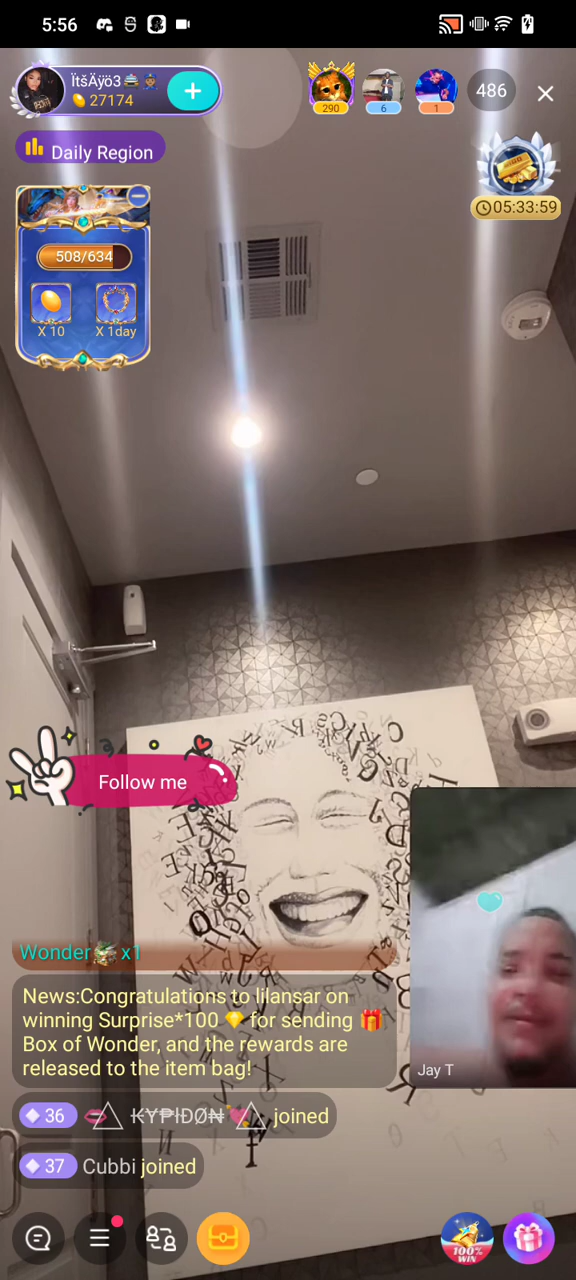 5:56
ÏtšÄÿö3
27174
290
6
1
486
Daily Region
05:33:59
508/634
X 10
X 1day
Follow me
Wonder x1
News:Congratulations to lilansar on
winning Surprise*100 💎 for sending 🎁
Box of Wonder, and the rewards are
released to the item bag!
Jay T
36 joined
37 Cubbi joined
100%
WIN